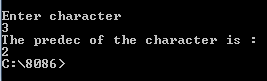 Enter character
3
The predec of the character is :
2
C:\8086>